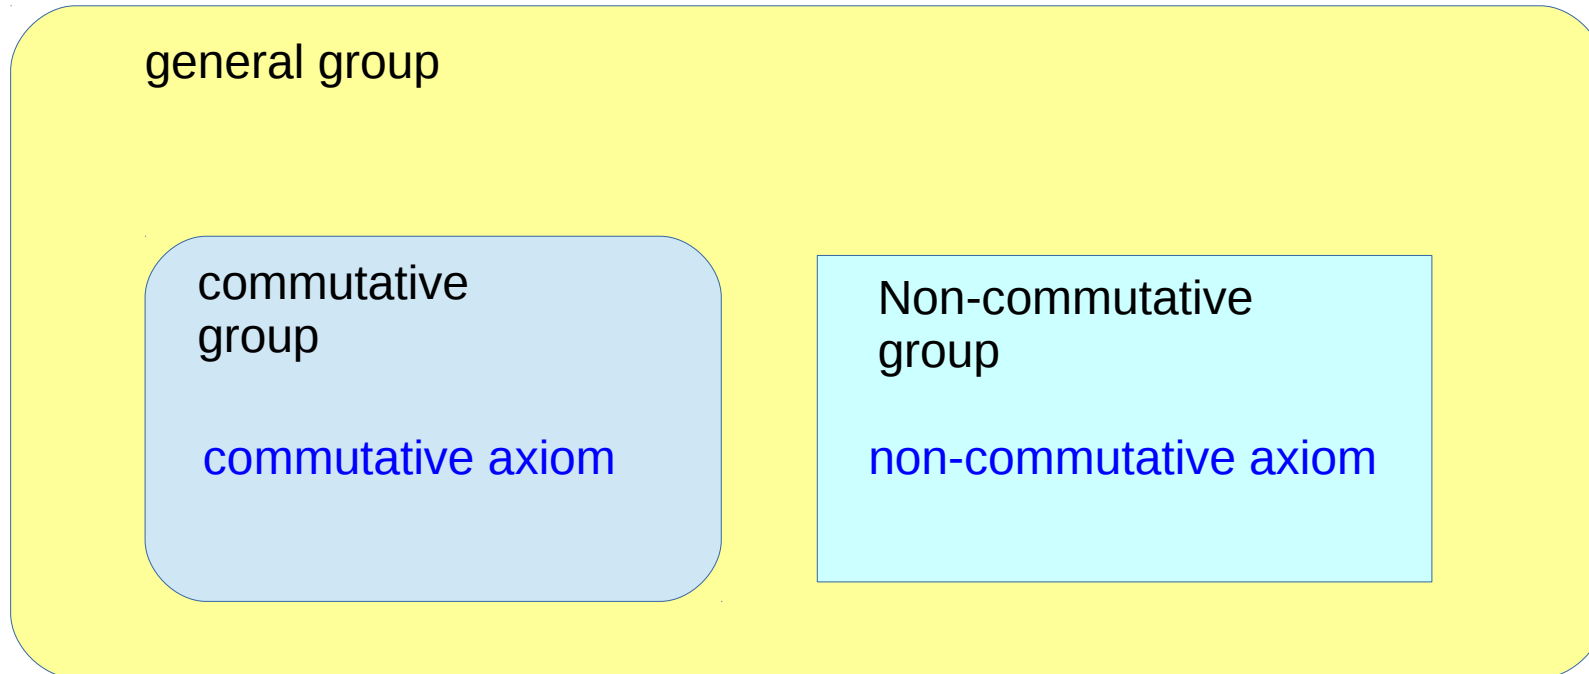 general group
commutative
group
commutative axiom
Non-commutative
group
non-commutative axiom